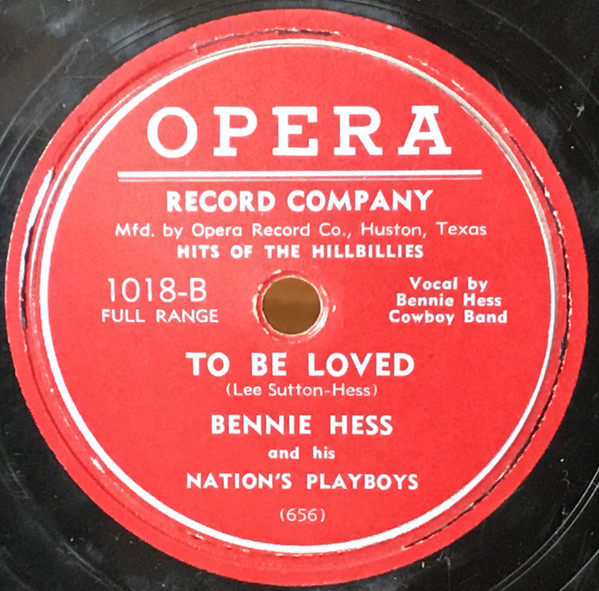 OPERA
RECORD COMPANY
Mfd. by Opera Record Co., Huston, Texas
HITS OF THE HILLBILLIES
1018-B
FULL RANGE
Vocal by
Bennie Hess
Cowboy Band
TO BE LOVED
(Lee Sutton-Hess)
BENNIE HESS
and his
NATION'S PLAYBOYS
(656)